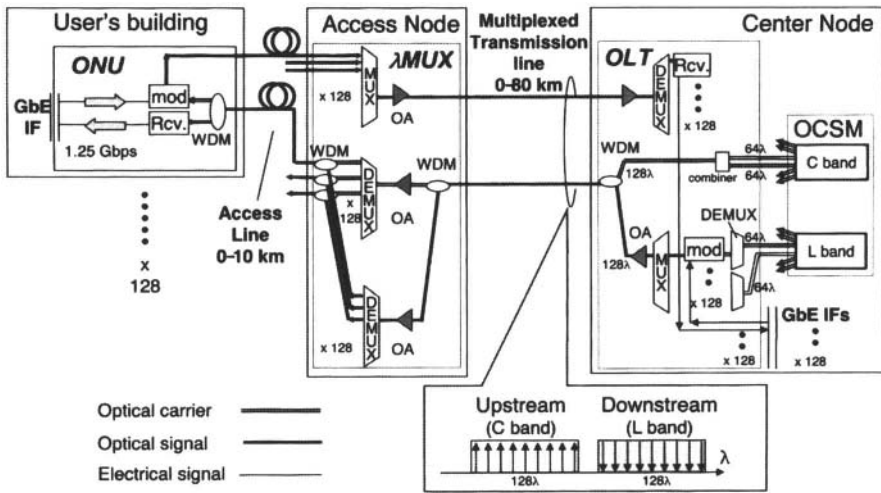 User's building
Access Node
Multiplexed
Transmission
line
0-80 km
Center Node
ONU
λMUX
OLT
GbE
IF
mod
Rcv.
WDM
1.25 Gbps
x 128
MUX
OA
DEMUX
Rcv.
x 128
OCSM
WDM
DEMUX
x
128
OA
WDM
128λ
combiner
64λ
64λ
C band
Access
Line
0-10 km
x
128
OA
128λ
MUX
mod
DEMUX
64λ
64λ
L band
x 128
DEMUX
x 128
OA
GbE IFs
x 128
x 128
Optical carrier
Optical signal
Electrical signal
Upstream
(C band)
Downstream
(L band)
λ
128λ
128λ